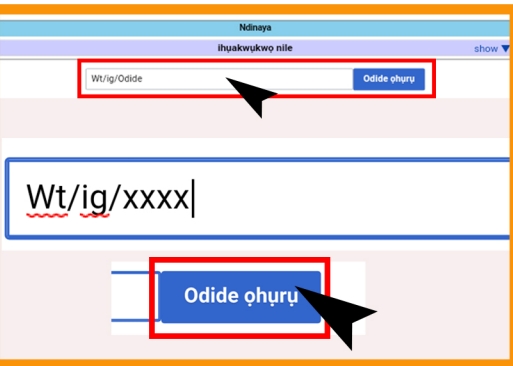 Ndinaya
ihụakwụkwọ nile show ▼
Wt/ig/Odide Odide ọhụrụ
Wt/ig/xxxx
Odide ọhụrụ